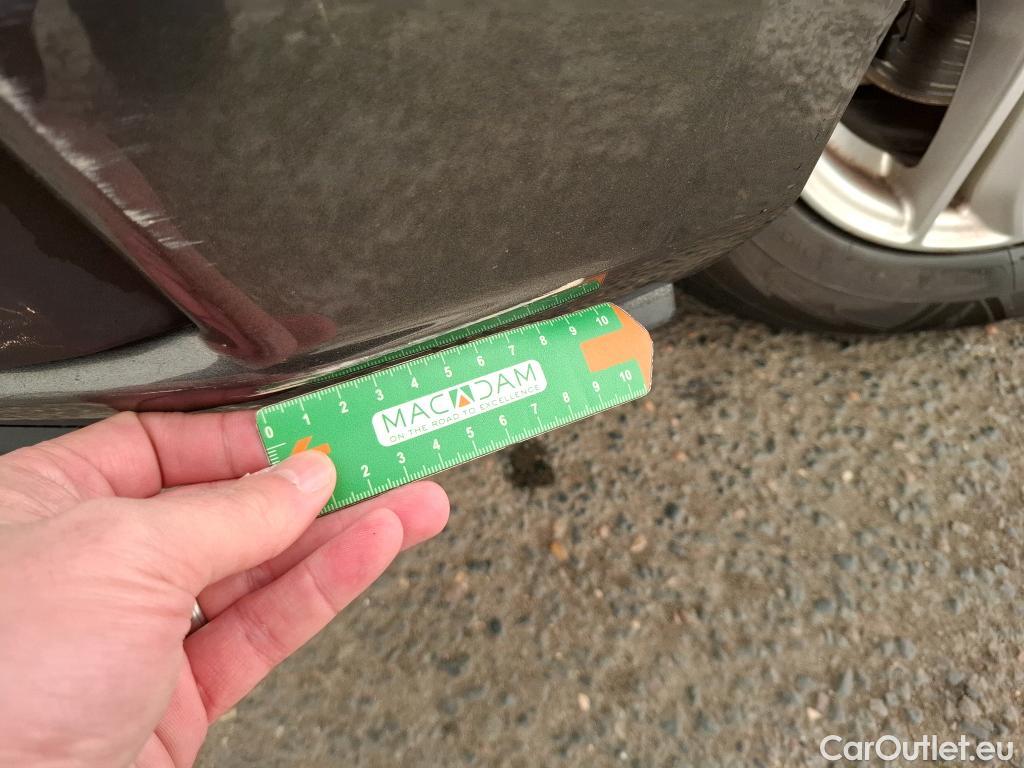 0 1 2 3 4 5 6 7 8 9 10
MACADAM
ON THE ROAD TO EXCELLENCE
2 3 4 5 6 7 8 9 10
CarOutlet.eu